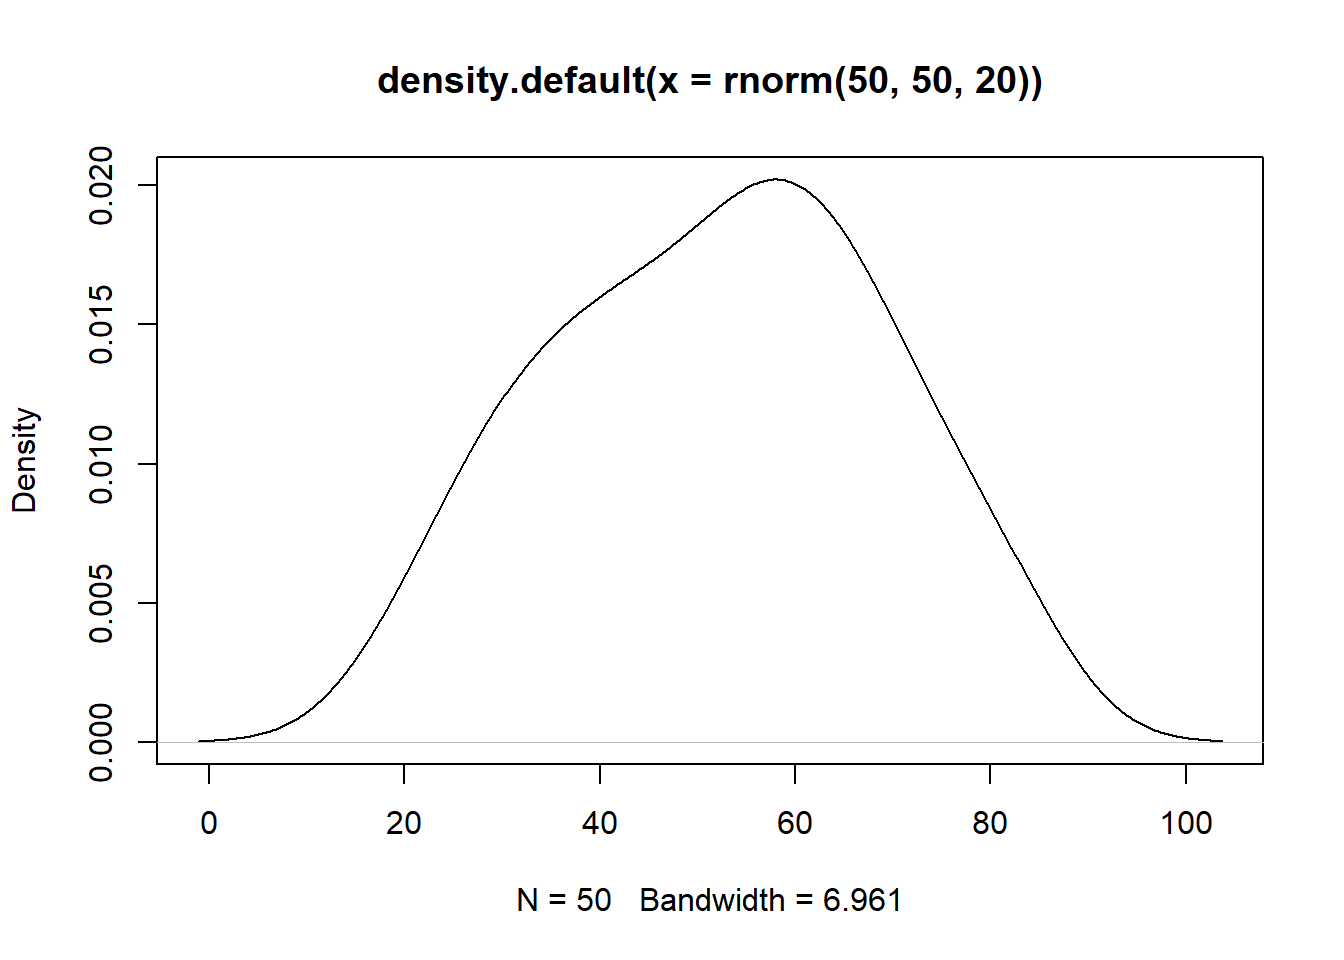 density.default(x = rnorm(50, 50, 20))
Density
0.020
0.015
0.010
0.005
0.000
0 20 40 60 80 100
N = 50 Bandwidth = 6.961